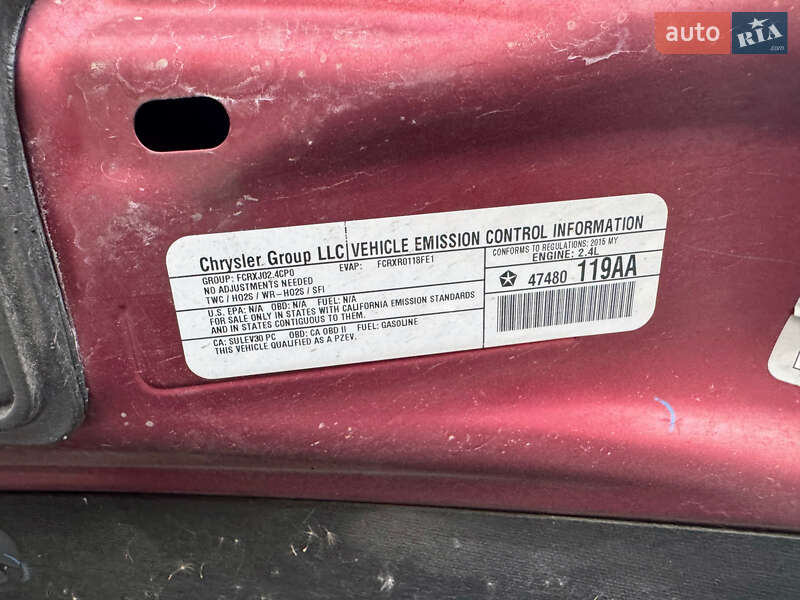 auto RIA
Chrysler Group LLC VEHICLE EMISSION CONTROL INFORMATION
GROUP: FCRXJ02.4CP0 EVAP: FCRXR0118FE1
NO ADJUSTMENTS NEEDED
TWC / HO2S / WR-HO2S / SFI
CONFORMS TO REGULATIONS: 2015 MY
ENGINE: 2.4L
47480 119AA
U.S. EPA: N/A OBD: N/A FUEL: N/A
FOR SALE ONLY IN STATES WITH CALIFORNIA EMISSION STANDARDS
AND IN STATES CONTIGUOUS TO THEM.
CA: SULEV30 PC OBD: CA OBD II FUEL: GASOLINE
THIS VEHICLE QUALIFIED AS A PZEV.